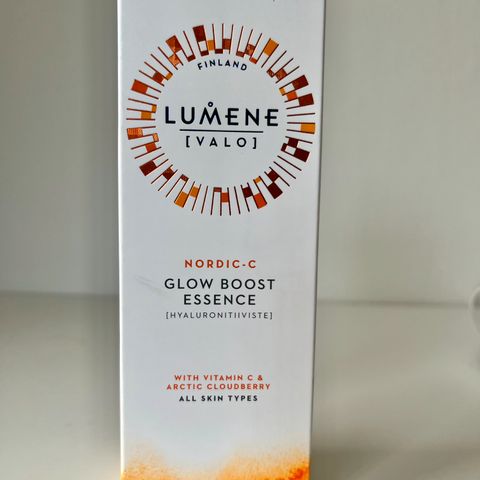 FINLAND
LUMENE
[VALO]
NORDIC-C
GLOW BOOST
ESSENCE
[HYALURONITIIVISTE]
WITH VITAMIN C &
ARCTIC CLOUDBERRY
ALL SKIN TYPES